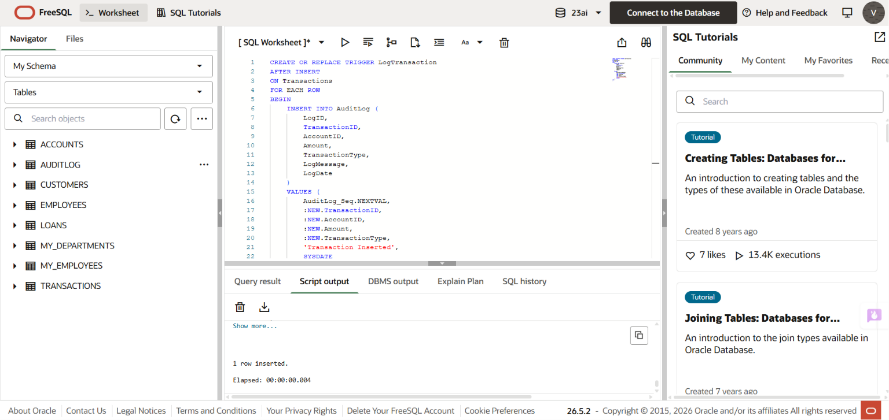 FreeSQL
Worksheet
SQL Tutorials
23ai
Connect to the Database
Help and Feedback
V
Navigator
Files
My Schema
Tables
Search objects
ACCOUNTS
AUDITLOG
CUSTOMERS
EMPLOYEES
LOANS
MY_DEPARTMENTS
MY_EMPLOYEES
TRANSACTIONS
[ SQL Worksheet ]*
Aa
1 CREATE OR REPLACE TRIGGER LogTransaction
2 AFTER INSERT
3 ON Transactions
4 FOR EACH ROW
5 BEGIN
6 INSERT INTO AuditLog (
7 LogID,
8 TransactionID,
9 AccountID,
10 Amount,
11 TransactionType,
12 LogMessage,
13 LogDate
14 )
15 VALUES (
16 AuditLog_Seq.NEXTVAL,
17 :NEW.TransactionID,
18 :NEW.AccountID,
19 :NEW.Amount,
20 :NEW.TransactionType,
21 'Transaction Inserted',
22 SYSDATE
Query result
Script output
DBMS output
Explain Plan
SQL history
Show more...
1 row inserted.
Elapsed: 00:00:00.004
SQL Tutorials
Community
My Content
My Favorites
Rece
Search
Tutorial
Creating Tables: Databases for...
An introduction to creating tables and the
types of these available in Oracle Database.
Created 8 years ago
7 likes
13.4K executions
Tutorial
Joining Tables: Databases for...
An introduction to the join types available in
Oracle Database.
Created 7 years ago
About Oracle
Contact Us
Legal Notices
Terms and Conditions
Your Privacy Rights
Delete Your FreeSQL Account
Cookie Preferences
26.5.2 - Copyright © 2015, 2026 Oracle and/or its affiliates All rights reserved